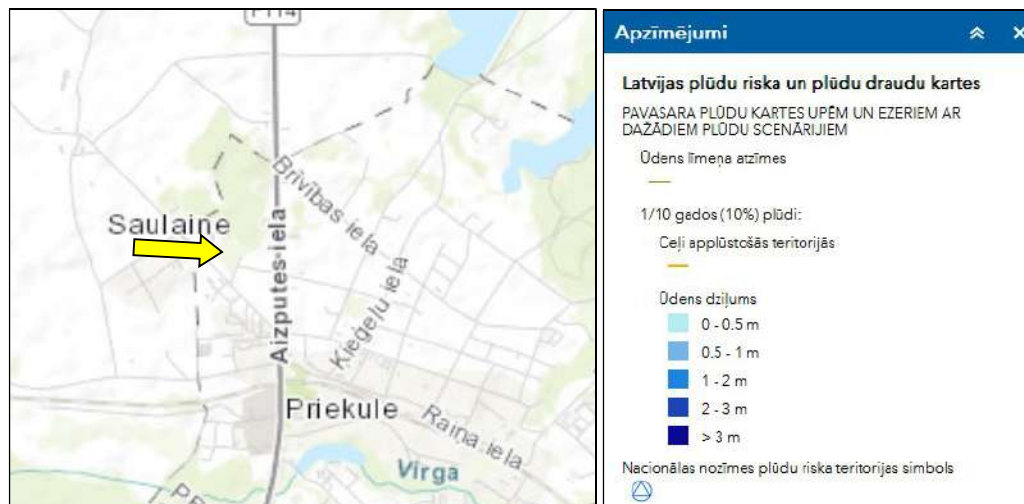 P114
Saulaine
Brīvības iela
Aizputes iela
Ķieģeļu iela
Priekule
Raiņa iela
Virga
Apzīmējumi
Latvijas plūdu riska un plūdu draudu kartes
PAVASARA PLŪDU KARTES UPĒM UN EZERIEM AR
DAŽĀDIEM PLŪDU SCENĀRIJIEM
Ūdens līmeņa atzīmes
1/10 gados (10%) plūdi:
Ceļi applūstošās teritorijās
Ūdens dziļums
0 - 0.5 m
0.5 - 1 m
1 - 2 m
2 - 3 m
> 3 m
Nacionālas nozīmes plūdu riska teritorijas simbols